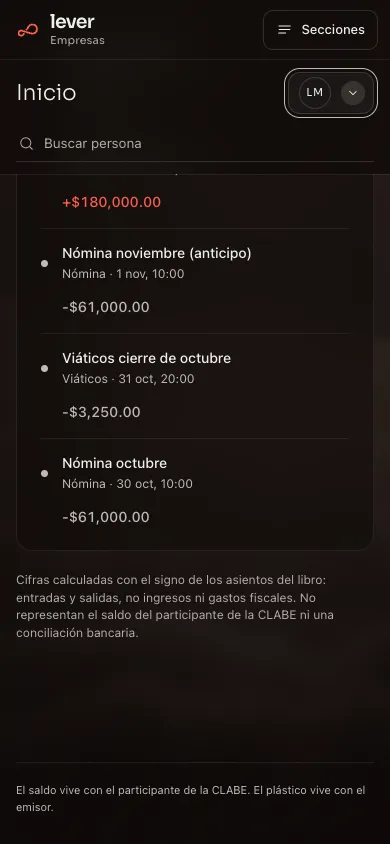 lever
Empresas
Secciones
Inicio
LM
Buscar persona
+$180,000.00
Nómina noviembre (anticipo)
Nómina · 1 nov, 10:00
-$61,000.00
Viáticos cierre de octubre
Viáticos · 31 oct, 20:00
-$3,250.00
Nómina octubre
Nómina · 30 oct, 10:00
-$61,000.00
Cifras calculadas con el signo de los asientos del libro:
entradas y salidas, no ingresos ni gastos fiscales. No
representan el saldo del participante de la CLABE ni una
conciliación bancaria.
El saldo vive con el participante de la CLABE. El plástico vive con el
emisor.